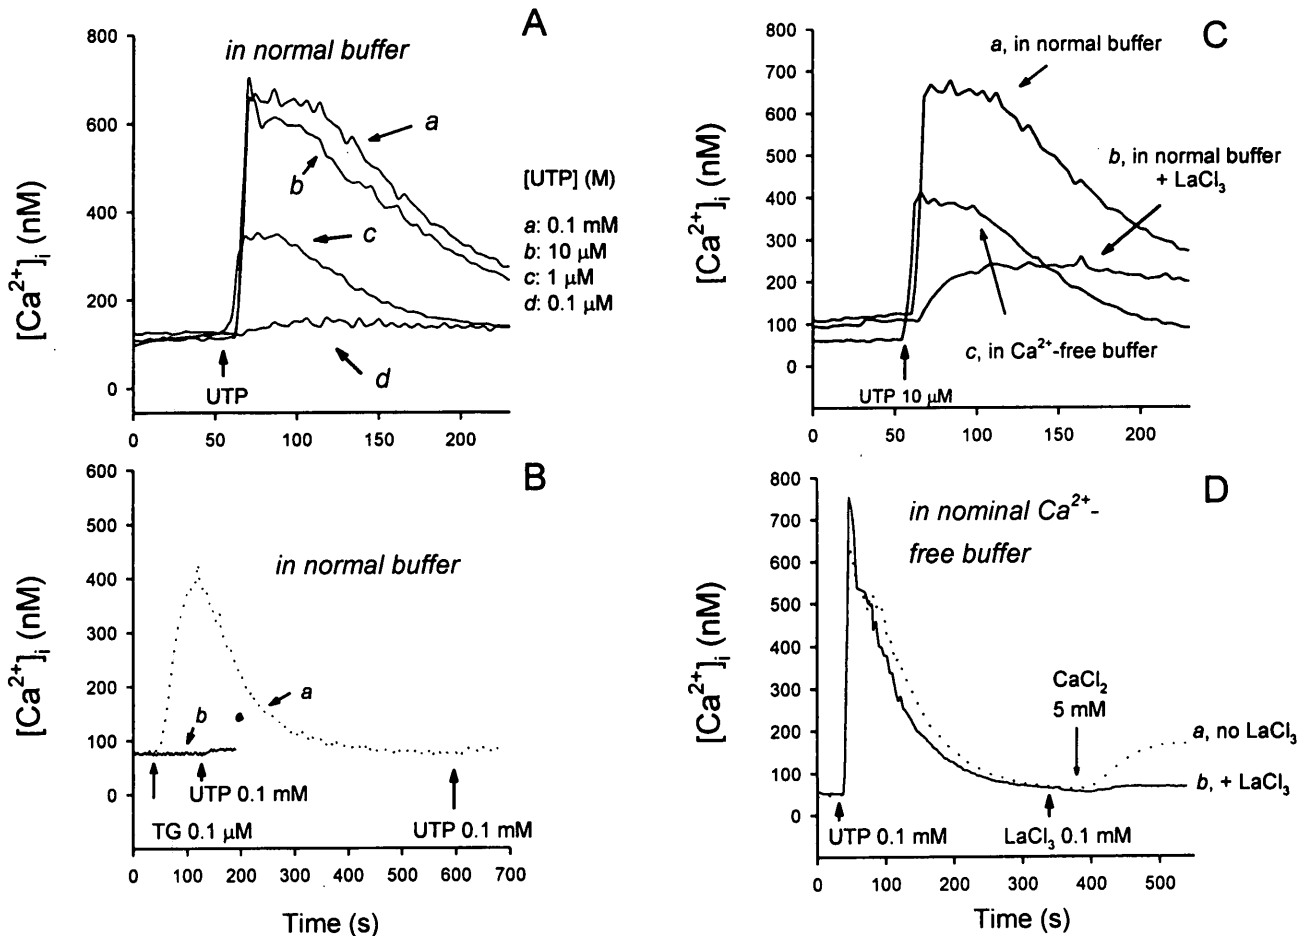 A
in normal buffer
800
600
400
200
0
[Ca2+]i (nM)
a
b
c
d
UTP
[UTP] (M)
a: 0.1 mM
b: 10 μM
c: 1 μM
d: 0.1 μM
0 50 100 150 200
C
a, in normal buffer
800
700
600
500
400
300
200
100
0
[Ca2+]i (nM)
b, in normal buffer
+ LaCl3
c, in Ca2+-free buffer
UTP 10 μM
0 50 100 150 200
B
in normal buffer
600
500
400
300
200
100
0
[Ca2+]i (nM)
a
b
UTP 0.1 mM
TG 0.1 μM
UTP 0.1 mM
0 100 200 300 400 500 600 700
Time (s)
D
in nominal Ca2+-
free buffer
800
700
600
500
400
300
200
100
0
[Ca2+]i (nM)
CaCl2
5 mM
a, no LaCl3
b, + LaCl3
UTP 0.1 mM
LaCl3 0.1 mM
0 100 200 300 400 500
Time (s)